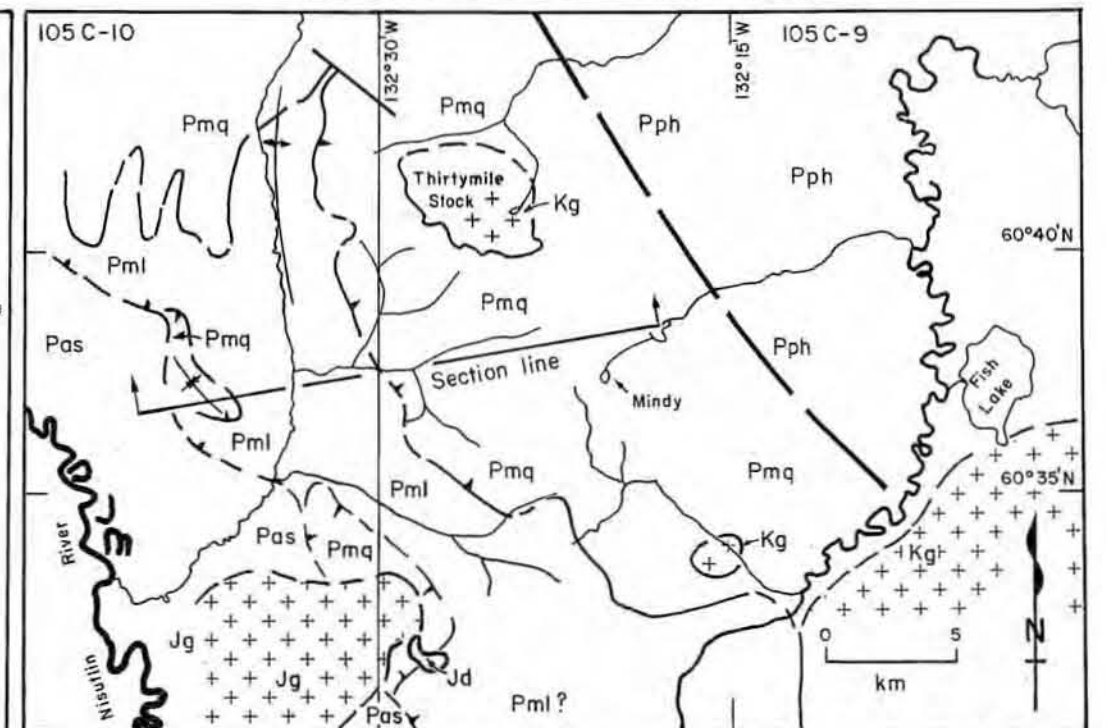 105 C-10
132°30'W
132°15'W
105 C-9
Pmq
Pmq
Pph
Pph
Thirtymile
Stock
Kg
60°40'N
Pml
Pmq
Pas
Pmq
Pph
Section line
Mindy
Fish
Lake
Pml
Pml
Pmq
Pmq
60°35'N
River
Pas
Pmq
Kg
Kg
Jg
Jg
Jd
Nisutlin
Pas
Pml?
0 5
km
N